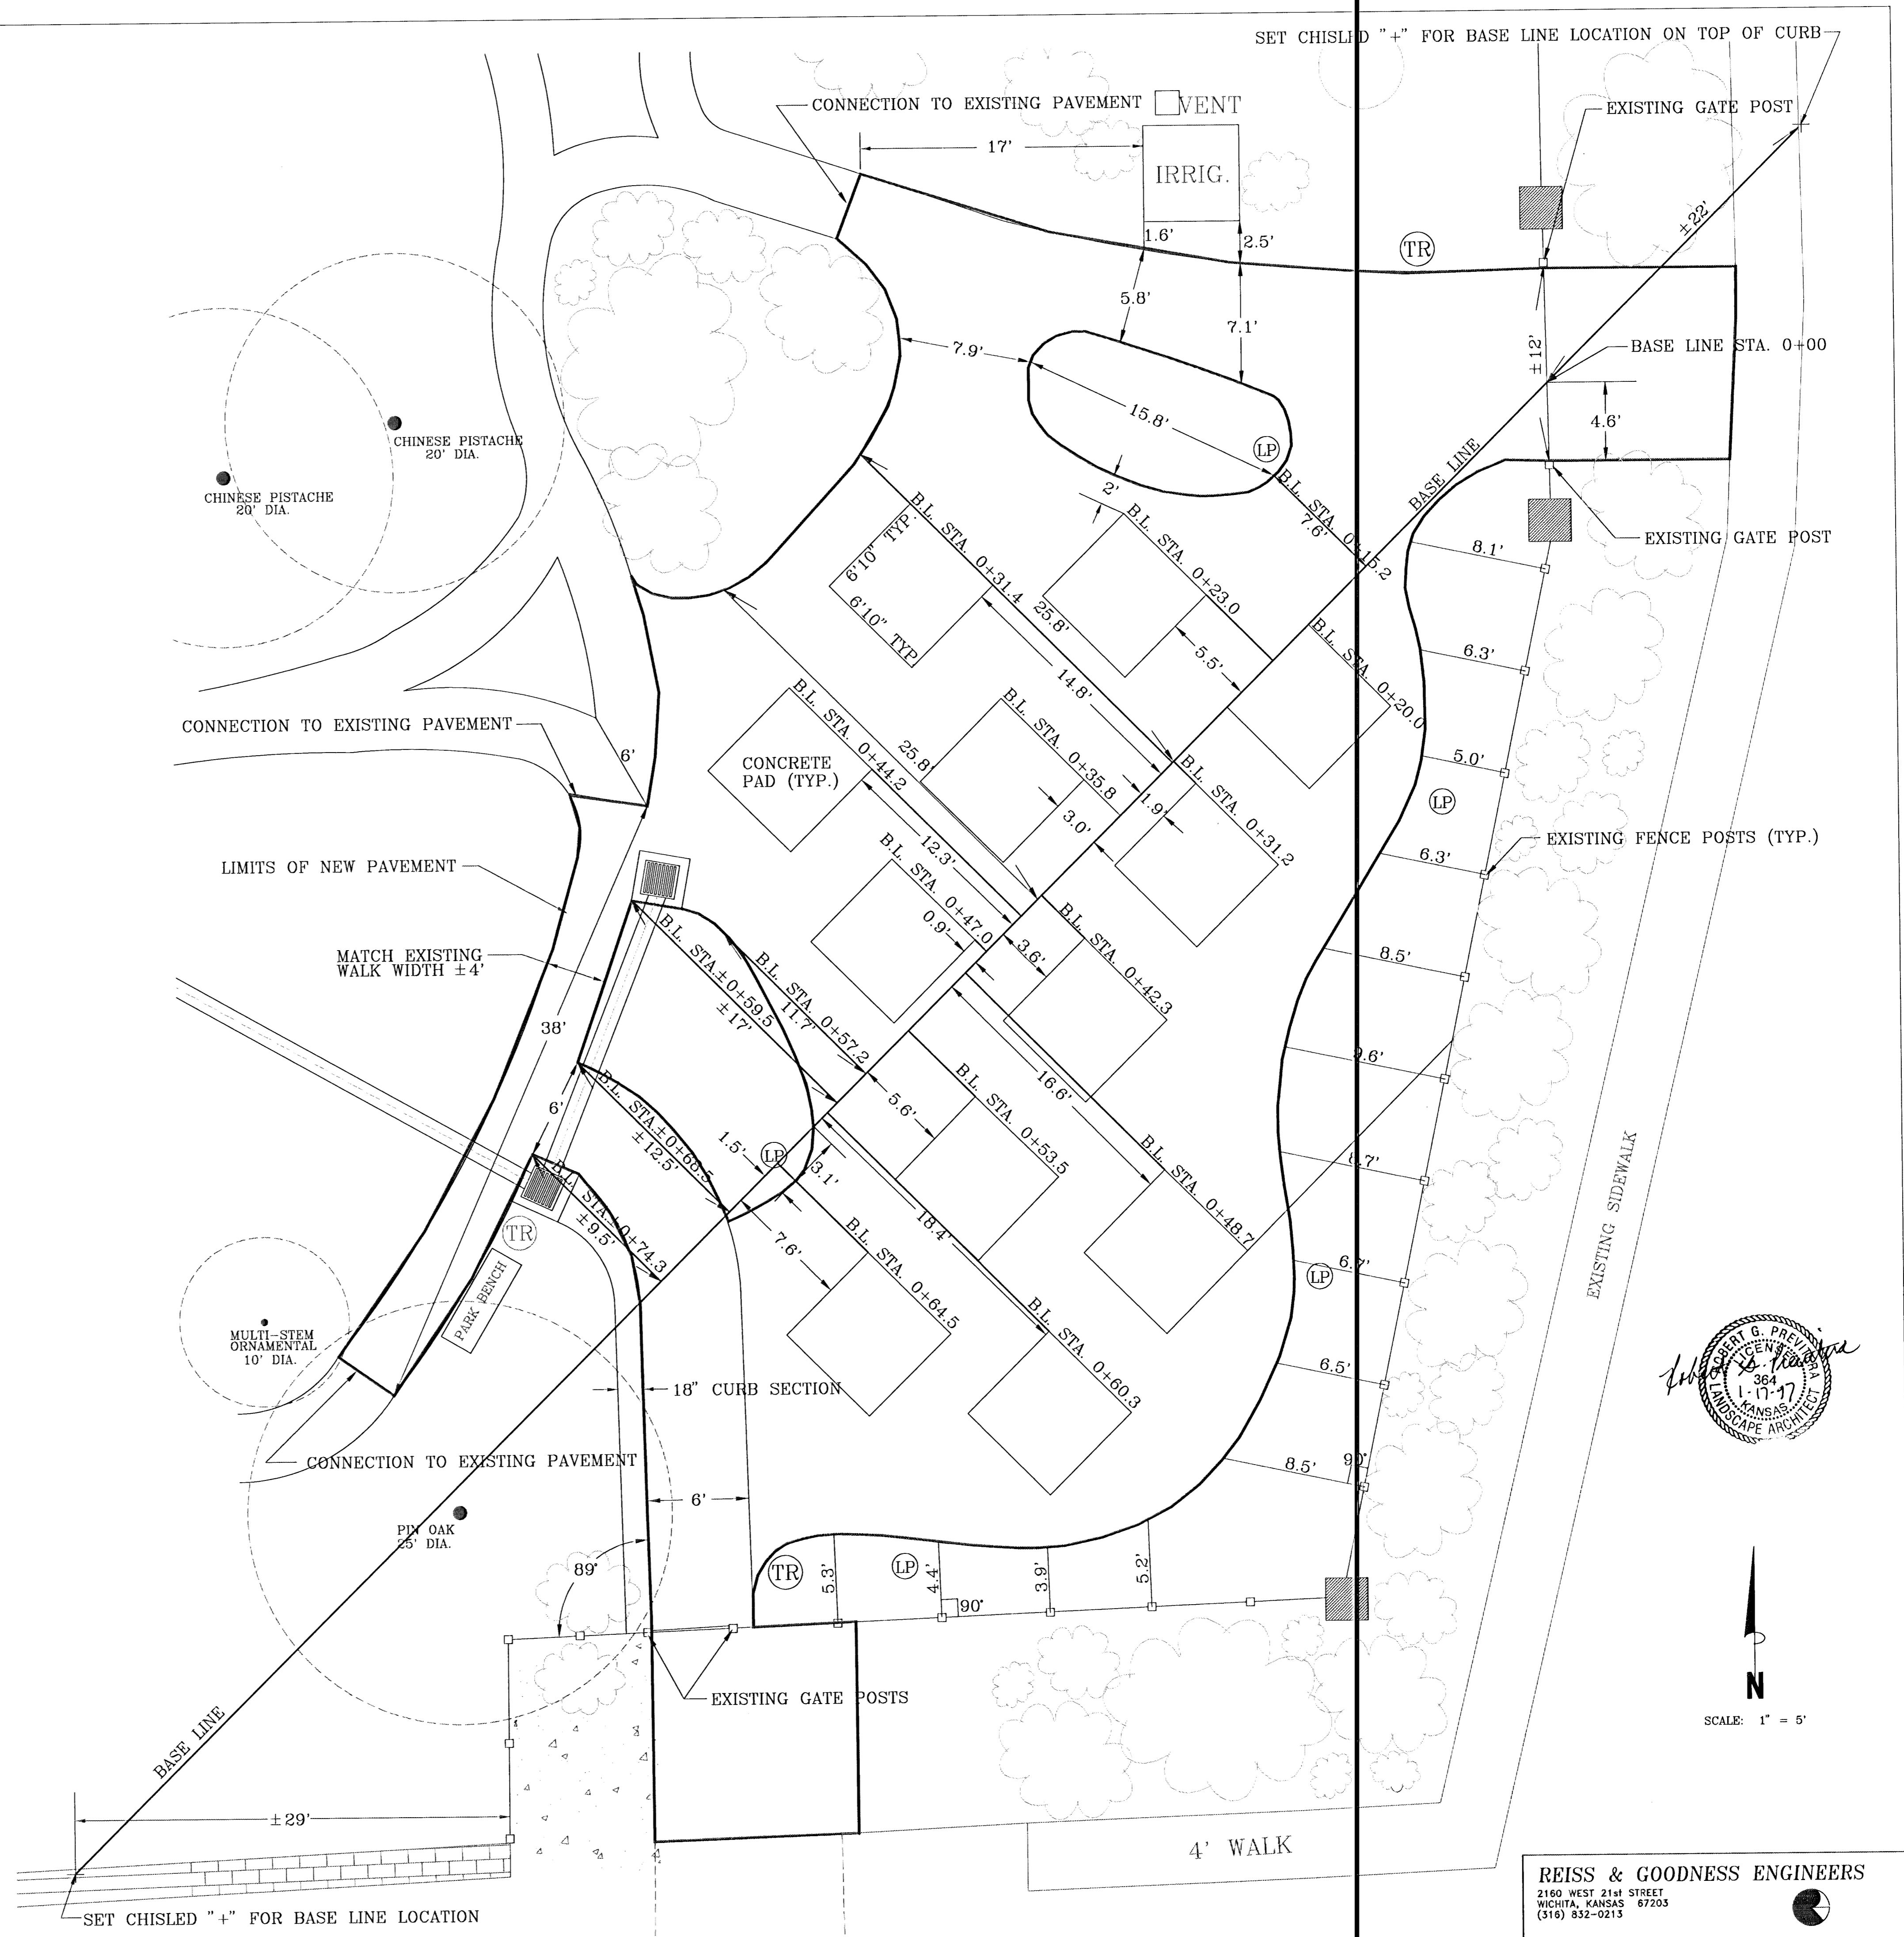 SET CHISLED "+" FOR BASE LINE LOCATION ON TOP OF CURB
CONNECTION TO EXISTING PAVEMENT
VENT
EXISTING GATE POST
17'
IRRIG.
±22'
1.6'
2.5'
TR
5.8'
7.1'
7.9'
±12'
BASE LINE STA. 0+00
15.8'
4.6'
CHINESE PISTACHE
20' DIA.
LP
BASE LINE
CHINESE PISTACHE
20' DIA.
2'
B.L. STA. 0+15.2
7.6'
EXISTING GATE POST
B.L. STA. 0+31.4
B.L. STA. 0+23.0
8.1'
6'10" TYP.
6'10" TYP.
25.8'
5.5'
B.L. STA. 0+20.0
6.3'
14.8'
CONNECTION TO EXISTING PAVEMENT
6'
B.L. STA. 0+44.2
25.8'
B.L. STA. 0+35.8
CONCRETE
PAD (TYP.)
1.9'
3.0'
B.L. STA. 0+31.2
5.0'
LP
EXISTING FENCE POSTS (TYP.)
6.3'
LIMITS OF NEW PAVEMENT
12.3'
B.L. STA. 0+47.0
0.9'
MATCH EXISTING
WALK WIDTH ±4'
B.L. STA.±0+59.5
±17'
B.L. STA. 0+57.2
11.7'
3.6'
B.L. STA. 0+42.3
8.5'
38'
9.6'
6'
B.L. STA.±0+68.5
±12.5'
5.6'
16.6'
B.L. STA. 0+53.5
1.5'
LP
3.1'
B.L. STA. 0+48.7
8.7'
EXISTING SIDEWALK
B.L. STA.±0+74.3
±9.5'
TR
18.4'
7.6'
B.L. STA. 0+64.5
6.7'
LP
PARK BENCH
MULTI-STEM
ORNAMENTAL
10' DIA.
B.L. STA. 0+60.3
6.5'
18" CURB SECTION
ROBERT G. PREVITERA
LICENSED
364
1-17-97
KANSAS
LANDSCAPE ARCHITECT
CONNECTION TO EXISTING PAVEMENT
8.5'
90°
6'
PIN OAK
25' DIA.
89°
TR
5.3'
LP
4.4'
90°
3.9'
5.2'
EXISTING GATE POSTS
N
SCALE: 1" = 5'
BASE LINE
±29'
4' WALK
SET CHISLED "+" FOR BASE LINE LOCATION
REISS & GOODNESS ENGINEERS
2160 WEST 21st STREET
WICHITA, KANSAS 67203
(316) 832-0213